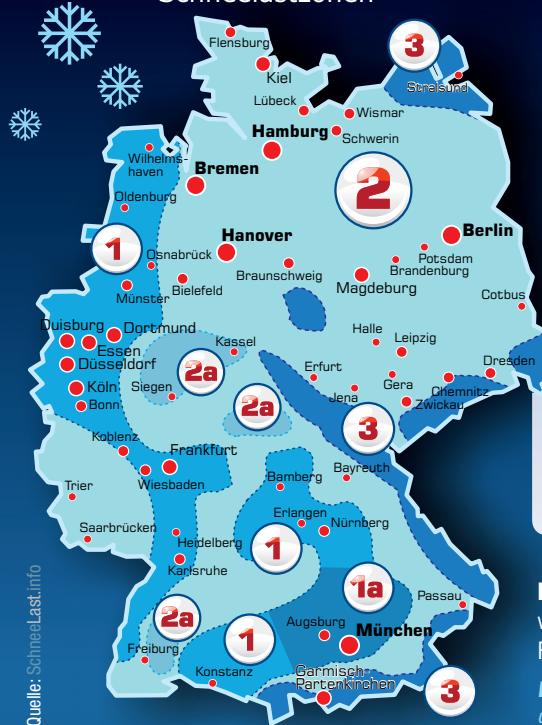 Schneelastzonen
Flensburg
3
Kiel
Stralsund
Lübeck
Wismar
Hamburg
Schwerin
Wilhelms-
haven
Bremen
2
Oldenburg
Hanover
Berlin
1
Osnabrück
Potsdam
Braunschweig
Brandenburg
Münster
Bielefeld
Magdeburg
Cotbus
Duisburg
Dortmund
Kassel
Halle
Leipzig
Essen
Düsseldorf
2a
Erfurt
Dresden
Köln
Siegen
Gera
Chemnitz
Bonn
2a
Jena
Zwickau
Koblenz
3
Frankfurt
Bayreuth
Wiesbaden
Bamberg
Trier
Erlangen
Nürnberg
Saarbrücken
Heidelberg
1
Karlsruhe
1a
Passau
2a
Augsburg
München
Freiburg
1
Konstanz
Garmisch-
Partenkirchen
3
Quelle: SchneeLast.info